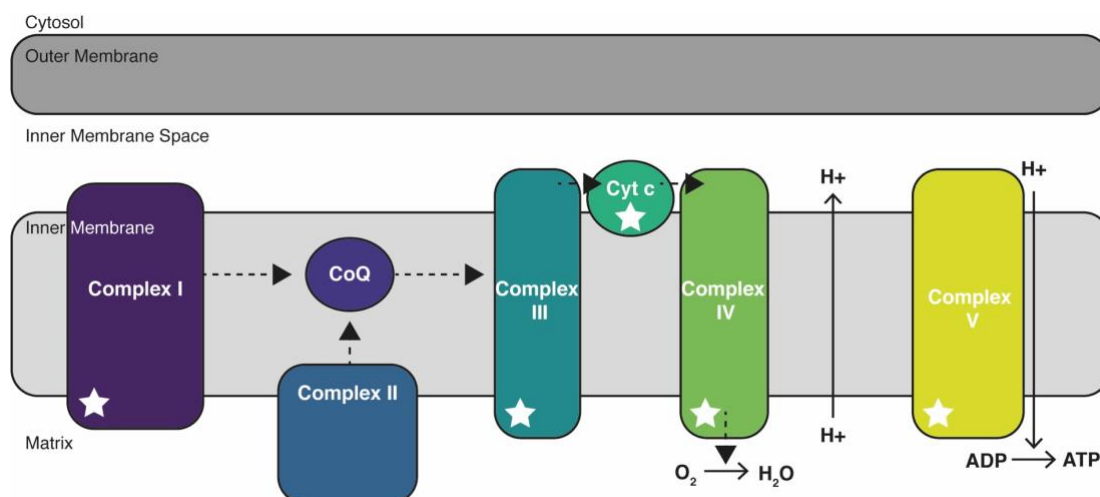 Cytosol
Outer Membrane
Inner Membrane Space
H+
H+
Cyt c
Inner Membrane
CoQ
Complex I
Complex
III
Complex
IV
Complex
V
Complex II
H+
Matrix
O₂ H₂O
ADP ATP